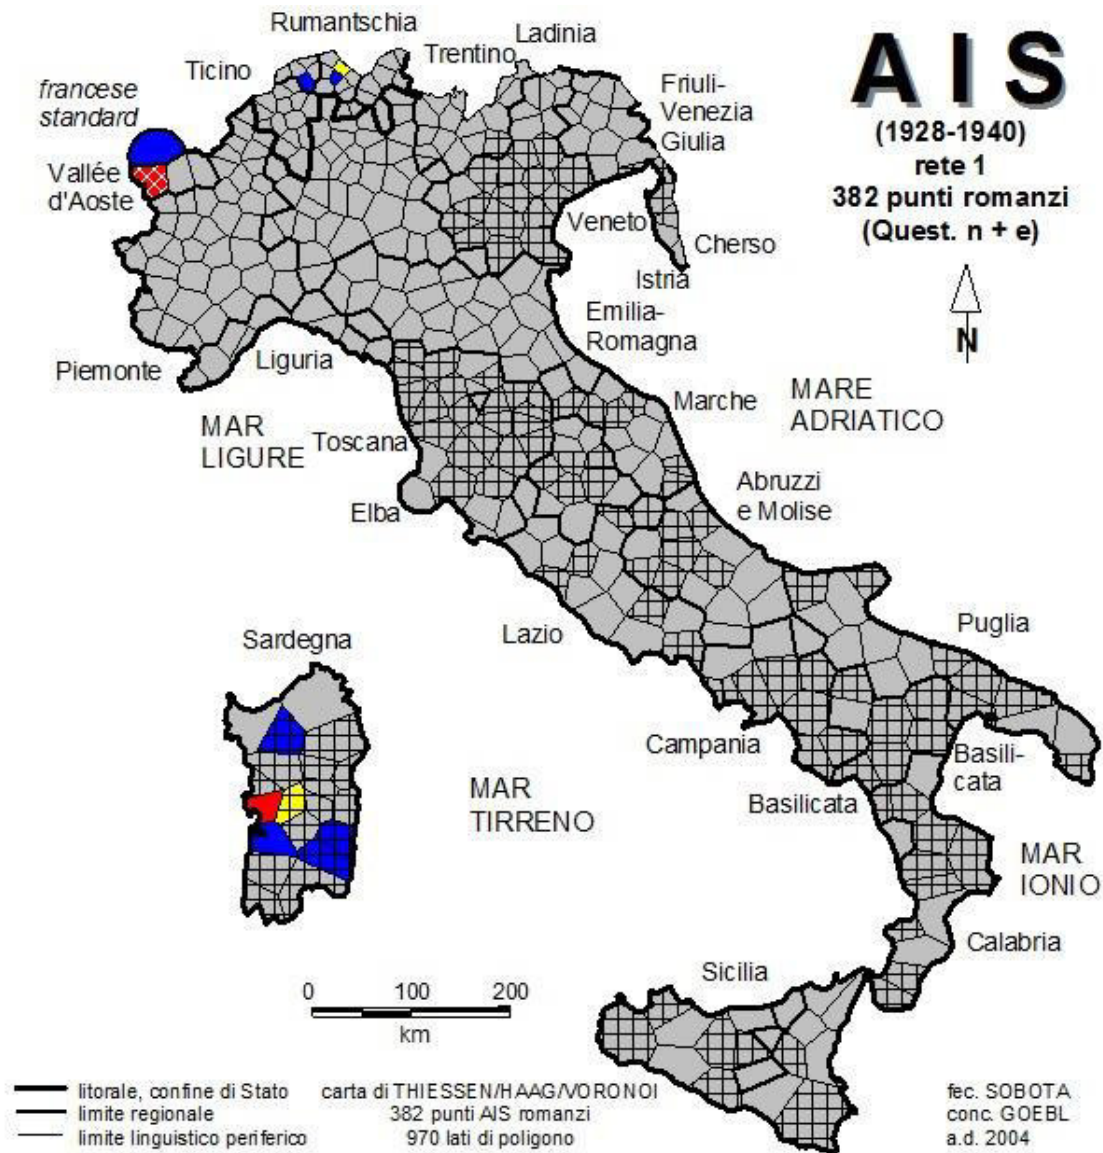 Rumantschia
Ladinia
Trentino
Ticino
francese
standard
Friuli-
Venezia
Giulia
Vallée
d'Aoste
A I S
(1928-1940)
rete 1
382 punti romanzi
(Quest. n + e)
N
Veneto
Cherso
Istria
Emilia-
Romagna
Piemonte
Liguria
Marche
MARE
ADRIATICO
MAR
LIGURE
Toscana
Elba
Abruzzi
e Molise
Lazio
Puglia
Sardegna
Campania
Basili-
cata
Basilicata
MAR
TIRRENO
MAR
IONIO
Calabria
Sicilia
0 100 200
km
litorale, confine di Stato
limite regionale
limite linguistico periferico
carta di THIESSEN/HAAG/VORONOI
382 punti AIS romanzi
970 lati di poligono
fec. SOBOTA
conc. GOEBL
a.d. 2004